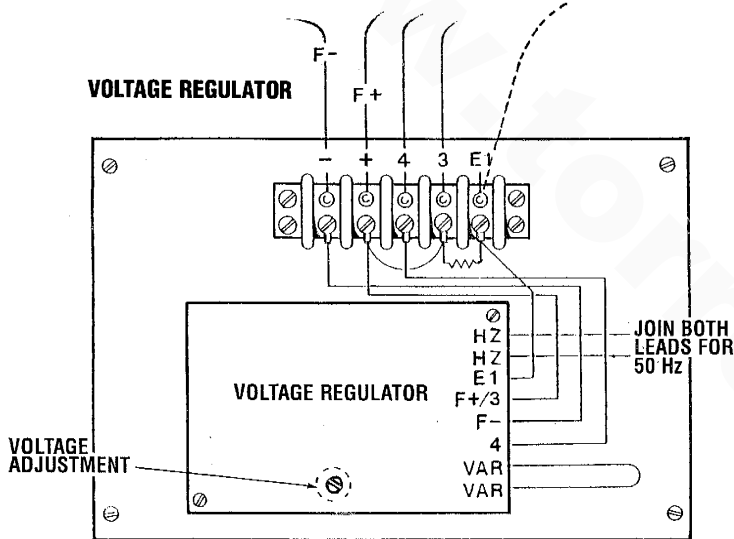 F-
VOLTAGE REGULATOR
F+
- + 4 3 E1
HZ
HZ
E1
F+/3
F-
4
VAR
VAR
JOIN BOTH
LEADS FOR
50 Hz
VOLTAGE REGULATOR
VOLTAGE
ADJUSTMENT